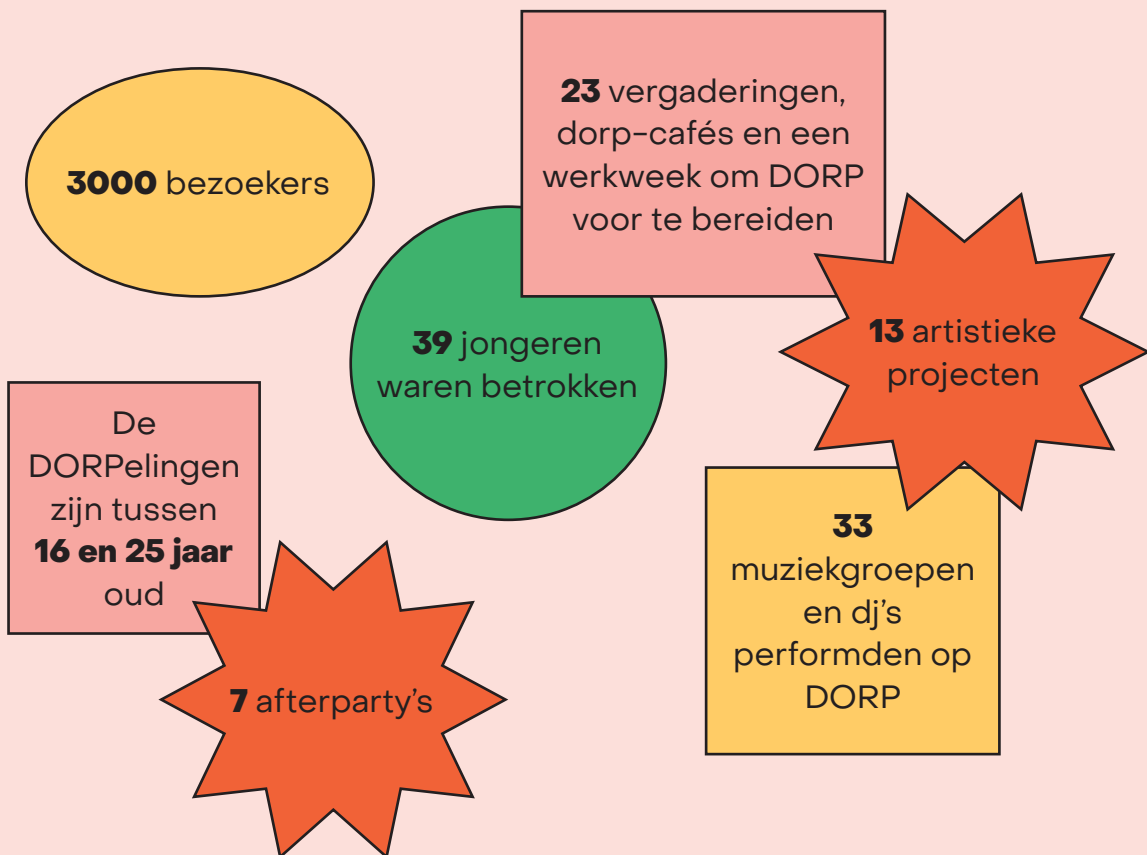 3000 bezoekers
23 vergaderingen,
dorp-cafés en een
werkweek om DORP
voor te bereiden
39 jongeren
waren betrokken
13 artistieke
projecten
De
DORPelingen
zijn tussen
16 en 25 jaar
oud
33
muziekgroepen
en dj's
performden op
DORP
7 afterparty's